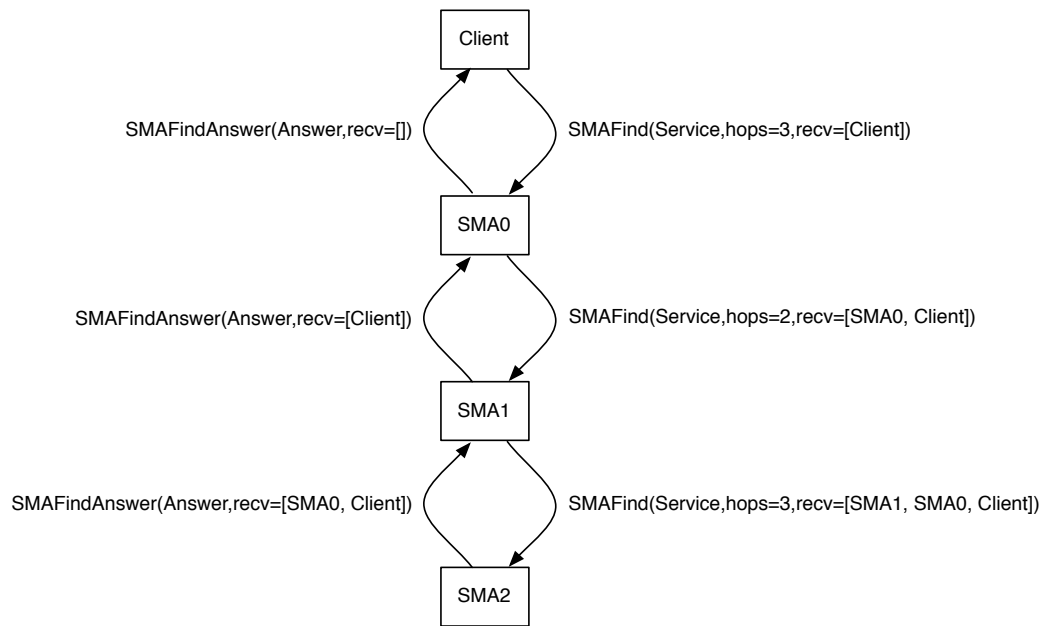 Client
SMAFindAnswer(Answer,recv=[])
SMAFind(Service,hops=3,recv=[Client])
SMA0
SMAFindAnswer(Answer,recv=[Client])
SMAFind(Service,hops=2,recv=[SMA0, Client])
SMA1
SMAFindAnswer(Answer,recv=[SMA0, Client])
SMAFind(Service,hops=3,recv=[SMA1, SMA0, Client])
SMA2